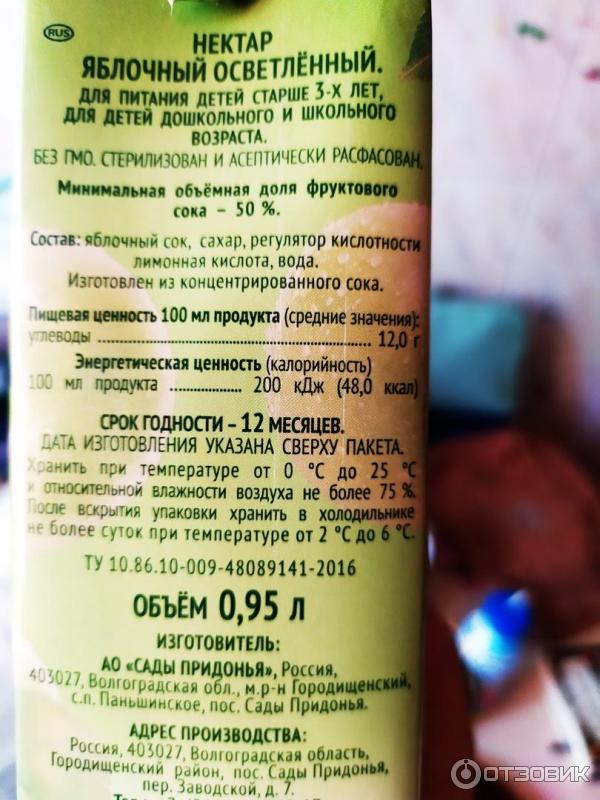 RUS
НЕКТАР
ЯБЛОЧНЫЙ ОСВЕТЛЁННЫЙ.
ДЛЯ ПИТАНИЯ ДЕТЕЙ СТАРШЕ 3-Х ЛЕТ,
ДЛЯ ДЕТЕЙ ДОШКОЛЬНОГО И ШКОЛЬНОГО
ВОЗРАСТА.
БЕЗ ГМО. СТЕРИЛИЗОВАН И АСЕПТИЧЕСКИ РАСФАСОВАН.
Минимальная объёмная доля фруктового
сока – 50 %.
Состав: яблочный сок, сахар, регулятор кислотности
лимонная кислота, вода.
Изготовлен из концентрированного сока.
Пищевая ценность 100 мл продукта (средние значения):
углеводы ........................................................ 12,0 г
Энергетическая ценность (калорийность)
100 мл продукта ................ 200 кДж (48,0 ккал)
СРОК ГОДНОСТИ – 12 МЕСЯЦЕВ.
ДАТА ИЗГОТОВЛЕНИЯ УКАЗАНА СВЕРХУ ПАКЕТА.
Хранить при температуре от 0 °С до 25 °С
и относительной влажности воздуха не более 75 %.
После вскрытия упаковки хранить в холодильнике
не более суток при температуре от 2 °С до 6 °С.
ТУ 10.86.10-009-48089141-2016
ОБЪЁМ 0,95 л
ИЗГОТОВИТЕЛЬ:
АО «САДЫ ПРИДОНЬЯ», Россия,
403027, Волгоградская обл., м.р-н Городищенский,
с.п. Паньшинское, пос. Сады Придонья.
АДРЕС ПРОИЗВОДСТВА:
Россия, 403027, Волгоградская область,
Городищенский район, пос. Сады Придонья,
пер. Заводской, д. 7.
ОТЗОВИК